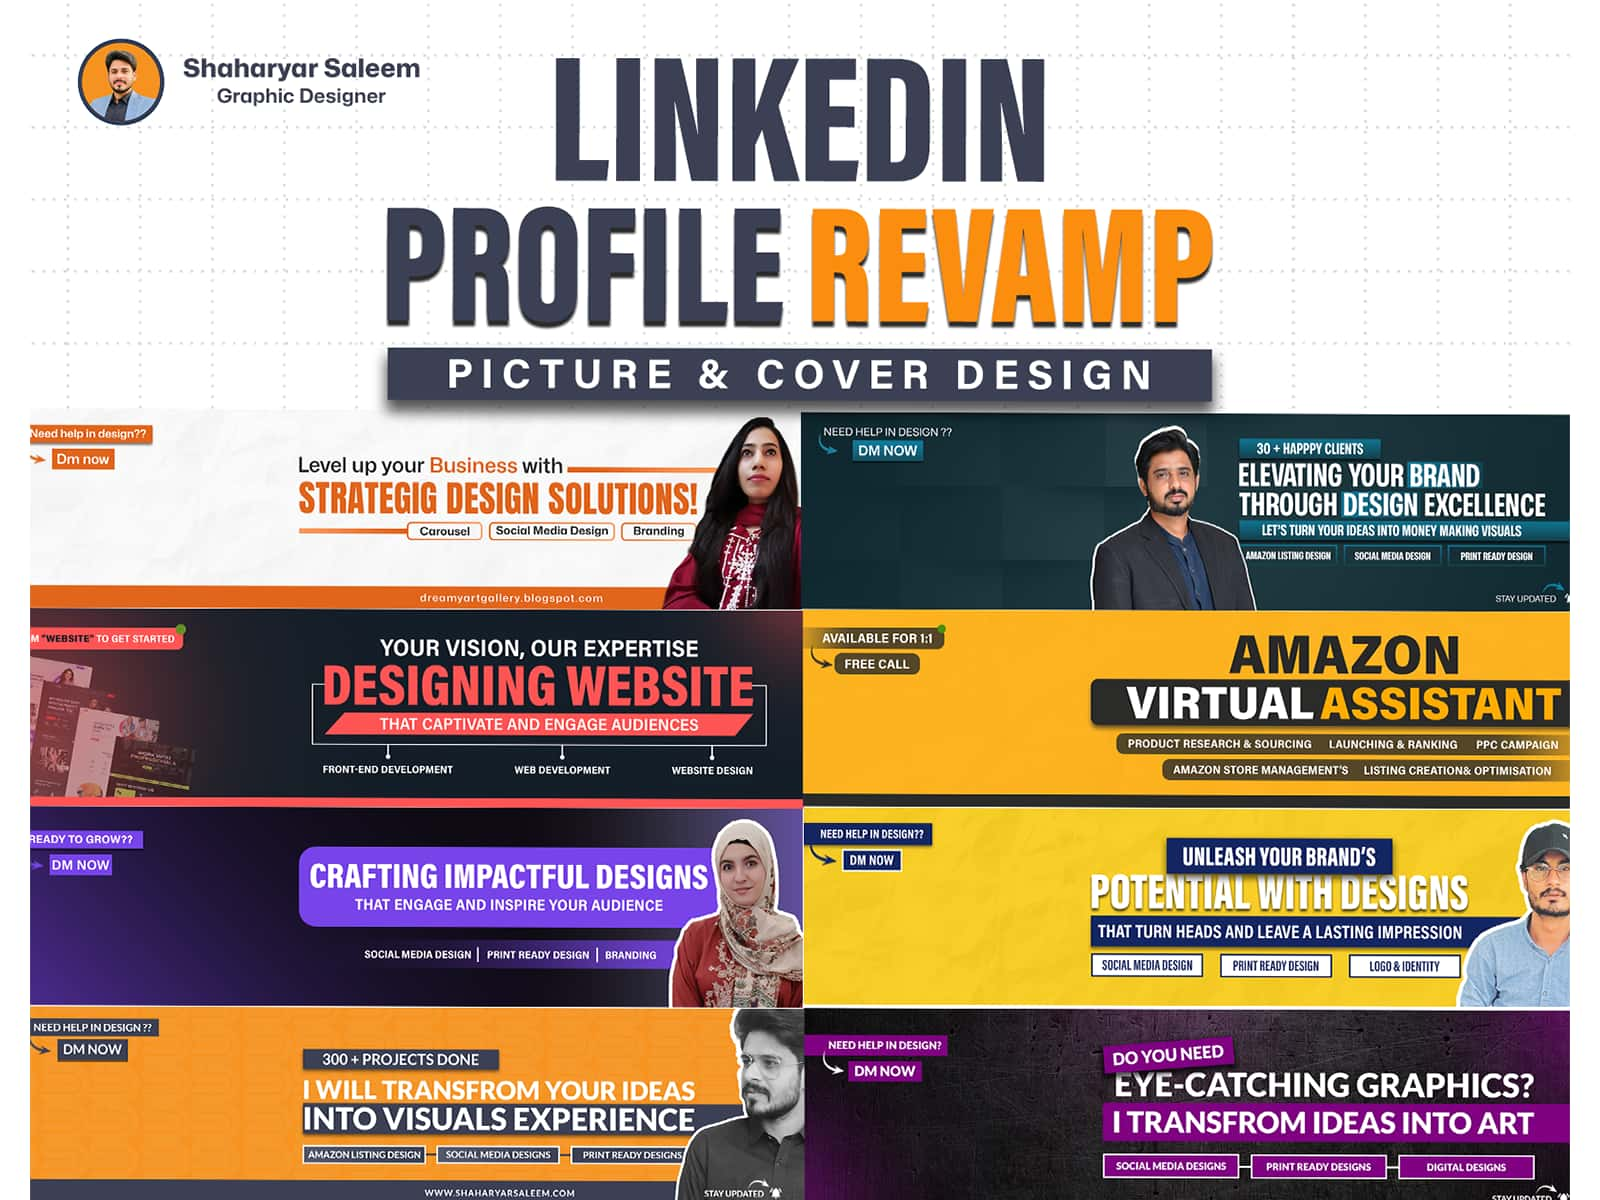 Shaharyar Saleem
Graphic Designer
LINKEDIN
PROFILE REVAMP
PICTURE & COVER DESIGN
Need help in design??
Dm now
Level up your Business with
STRATEGIG DESIGN SOLUTIONS!
Carousel Social Media Design Branding
dreamyartgallery.blogspot.com
NEED HELP IN DESIGN ??
DM NOW
30 + HAPPPY CLIENTS
ELEVATING YOUR BRAND
THROUGH DESIGN EXCELLENCE
LET'S TURN YOUR IDEAS INTO MONEY MAKING VISUALS
AMAZON LISTING DESIGN SOCIAL MEDIA DESIGN PRINT READY DESIGN
STAY UPDATED
M "WEBSITE" TO GET STARTED
YOUR VISION, OUR EXPERTISE
DESIGNING WEBSITE
THAT CAPTIVATE AND ENGAGE AUDIENCES
FRONT-END DEVELOPMENT WEB DEVELOPMENT WEBSITE DESIGN
AVAILABLE FOR 1:1
FREE CALL
AMAZON
VIRTUAL ASSISTANT
PRODUCT RESEARCH & SOURCING LAUNCHING & RANKING PPC CAMPAIGN
AMAZON STORE MANAGEMENT'S LISTING CREATION& OPTIMISATION
READY TO GROW??
DM NOW
CRAFTING IMPACTFUL DESIGNS
THAT ENGAGE AND INSPIRE YOUR AUDIENCE
SOCIAL MEDIA DESIGN | PRINT READY DESIGN | BRANDING
NEED HELP IN DESIGN??
DM NOW
UNLEASH YOUR BRAND'S
POTENTIAL WITH DESIGNS
THAT TURN HEADS AND LEAVE A LASTING IMPRESSION
SOCIAL MEDIA DESIGN PRINT READY DESIGN LOGO & IDENTITY
NEED HELP IN DESIGN ??
DM NOW
300 + PROJECTS DONE
I WILL TRANSFROM YOUR IDEAS
INTO VISUALS EXPERIENCE
AMAZON LISTING DESIGN SOCIAL MEDIA DESIGNS PRINT READY DESIGNS
WWW.SHAHARYARSALEEM.COM
STAY UPDATED
NEED HELP IN DESIGN?
DM NOW
DO YOU NEED
EYE-CATCHING GRAPHICS?
I TRANSFROM IDEAS INTO ART
SOCIAL MEDIA DESIGNS PRINT READY DESIGNS DIGITAL DESIGNS
STAY UPDATED